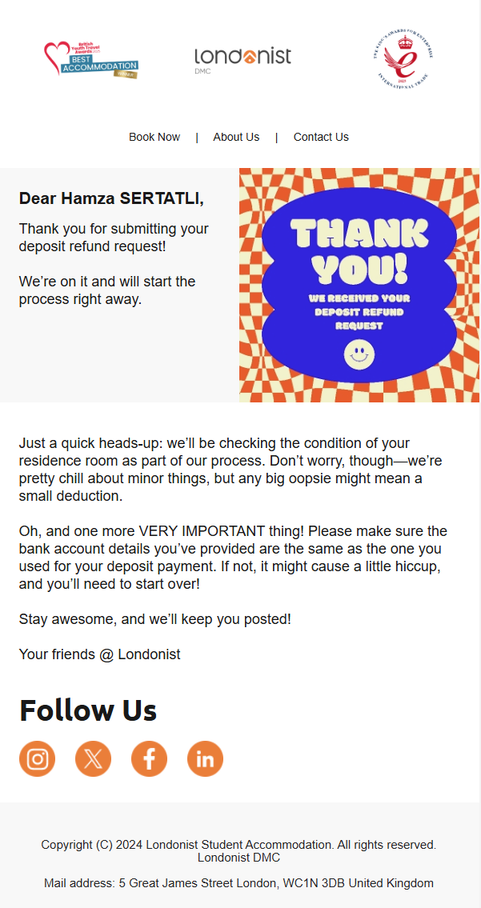 British
Youth Travel
Awards
BEST
ACCOMMODATION
WINNER
londonist
DMC
THE KING'S AWARDS FOR ENTERPRISE
INTERNATIONAL TRADE
Book Now | About Us | Contact Us
Dear Hamza SERTATLI,
Thank you for submitting your
deposit refund request!
We’re on it and will start the
process right away.
THANK
YOU!
WE RECEIVED YOUR
DEPOSIT REFUND
REQUEST
Just a quick heads-up: we’ll be checking the condition of your
residence room as part of our process. Don’t worry, though—we’re
pretty chill about minor things, but any big oopsie might mean a
small deduction.
Oh, and one more VERY IMPORTANT thing! Please make sure the
bank account details you’ve provided are the same as the one you
used for your deposit payment. If not, it might cause a little hiccup,
and you’ll need to start over!
Stay awesome, and we’ll keep you posted!
Your friends @ Londonist
Follow Us
Copyright (C) 2024 Londonist Student Accommodation. All rights reserved.
Londonist DMC
Mail address: 5 Great James Street London, WC1N 3DB United Kingdom